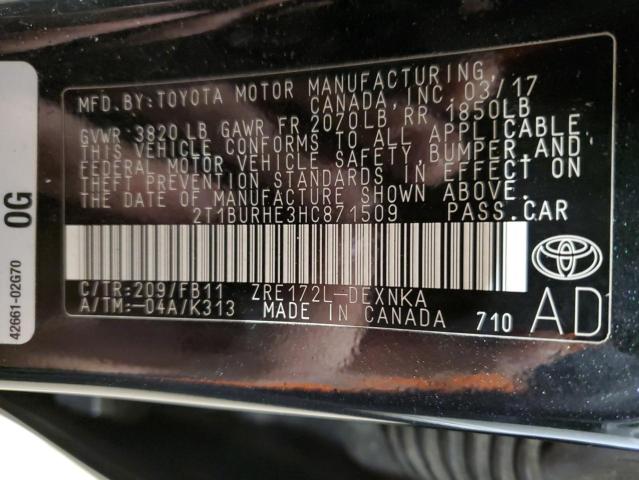 MFD.BY:TOYOTA MOTOR MANUFACTURING,
CANADA,INC. 03/17
GVWR 3820 LB GAWR FR 2070LB RR 1850LB
THIS VEHICLE CONFORMS TO ALL APPLICABLE
FEDERAL MOTOR VEHICLE SAFETY, BUMPER AND
THEFT PREVENTION STANDARDS IN EFFECT ON
THE DATE OF MANUFACTURE SHOWN ABOVE.
2T1BURHE3HC871509 PASS.CAR
C/TR:209/FB11 ZRE172L-DEXNKA
A/TM:-04A/K313 MADE IN CANADA 710 AD
42661-02G70 0G